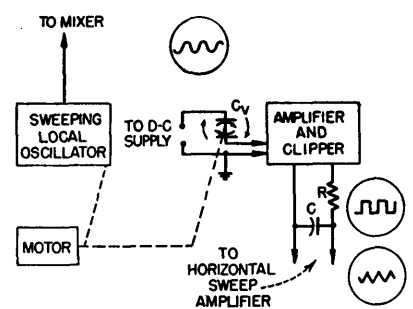 TO MIXER
SWEEPING
LOCAL
OSCILLATOR
MOTOR
TO D-C
SUPPLY
Cv
AMPLIFIER
AND
CLIPPER
R
C
TO
HORIZONTAL
SWEEP
AMPLIFIER